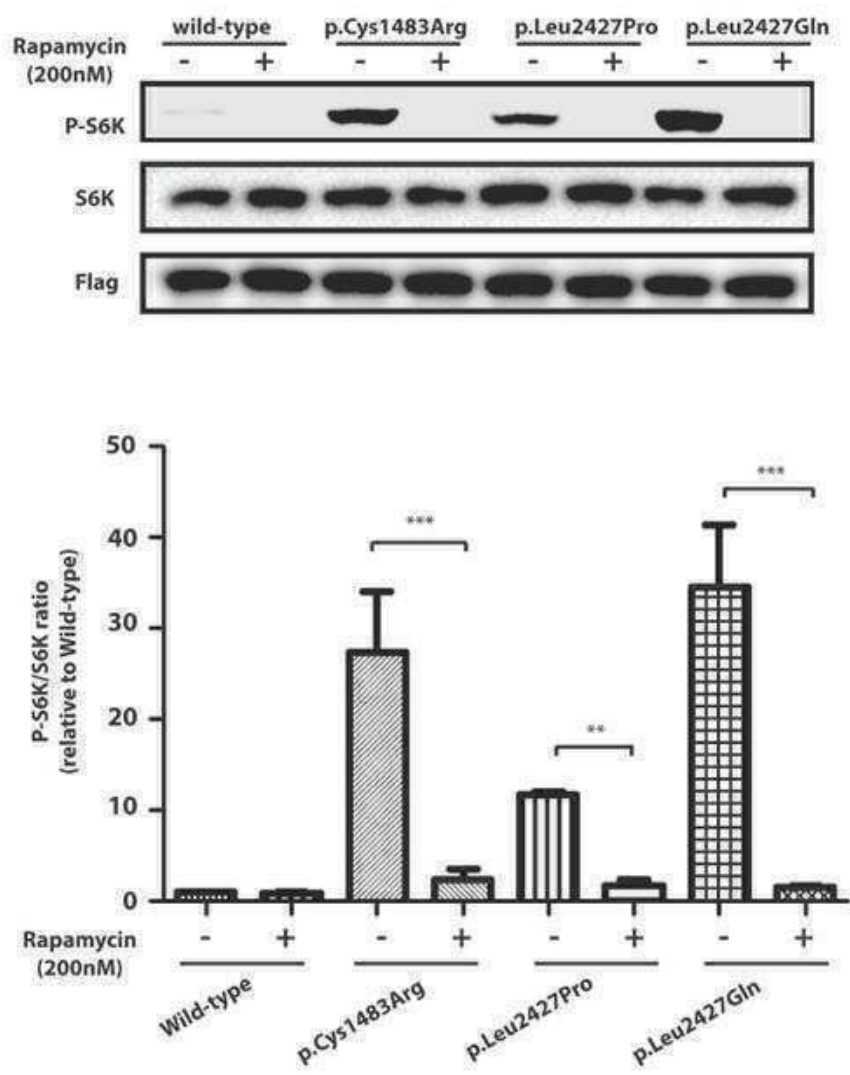 wild-type p.Cys1483Arg p.Leu2427Pro p.Leu2427Gln
Rapamycin (200nM) - + - + - + - +
P-S6K
S6K
Flag
P-S6K/S6K ratio
(relative to Wild-type)
50
40
30
20
10
0
***
**
***
Rapamycin (200nM) - + - + - + - +
Wild-type p.Cys1483Arg p.Leu2427Pro p.Leu2427Gln